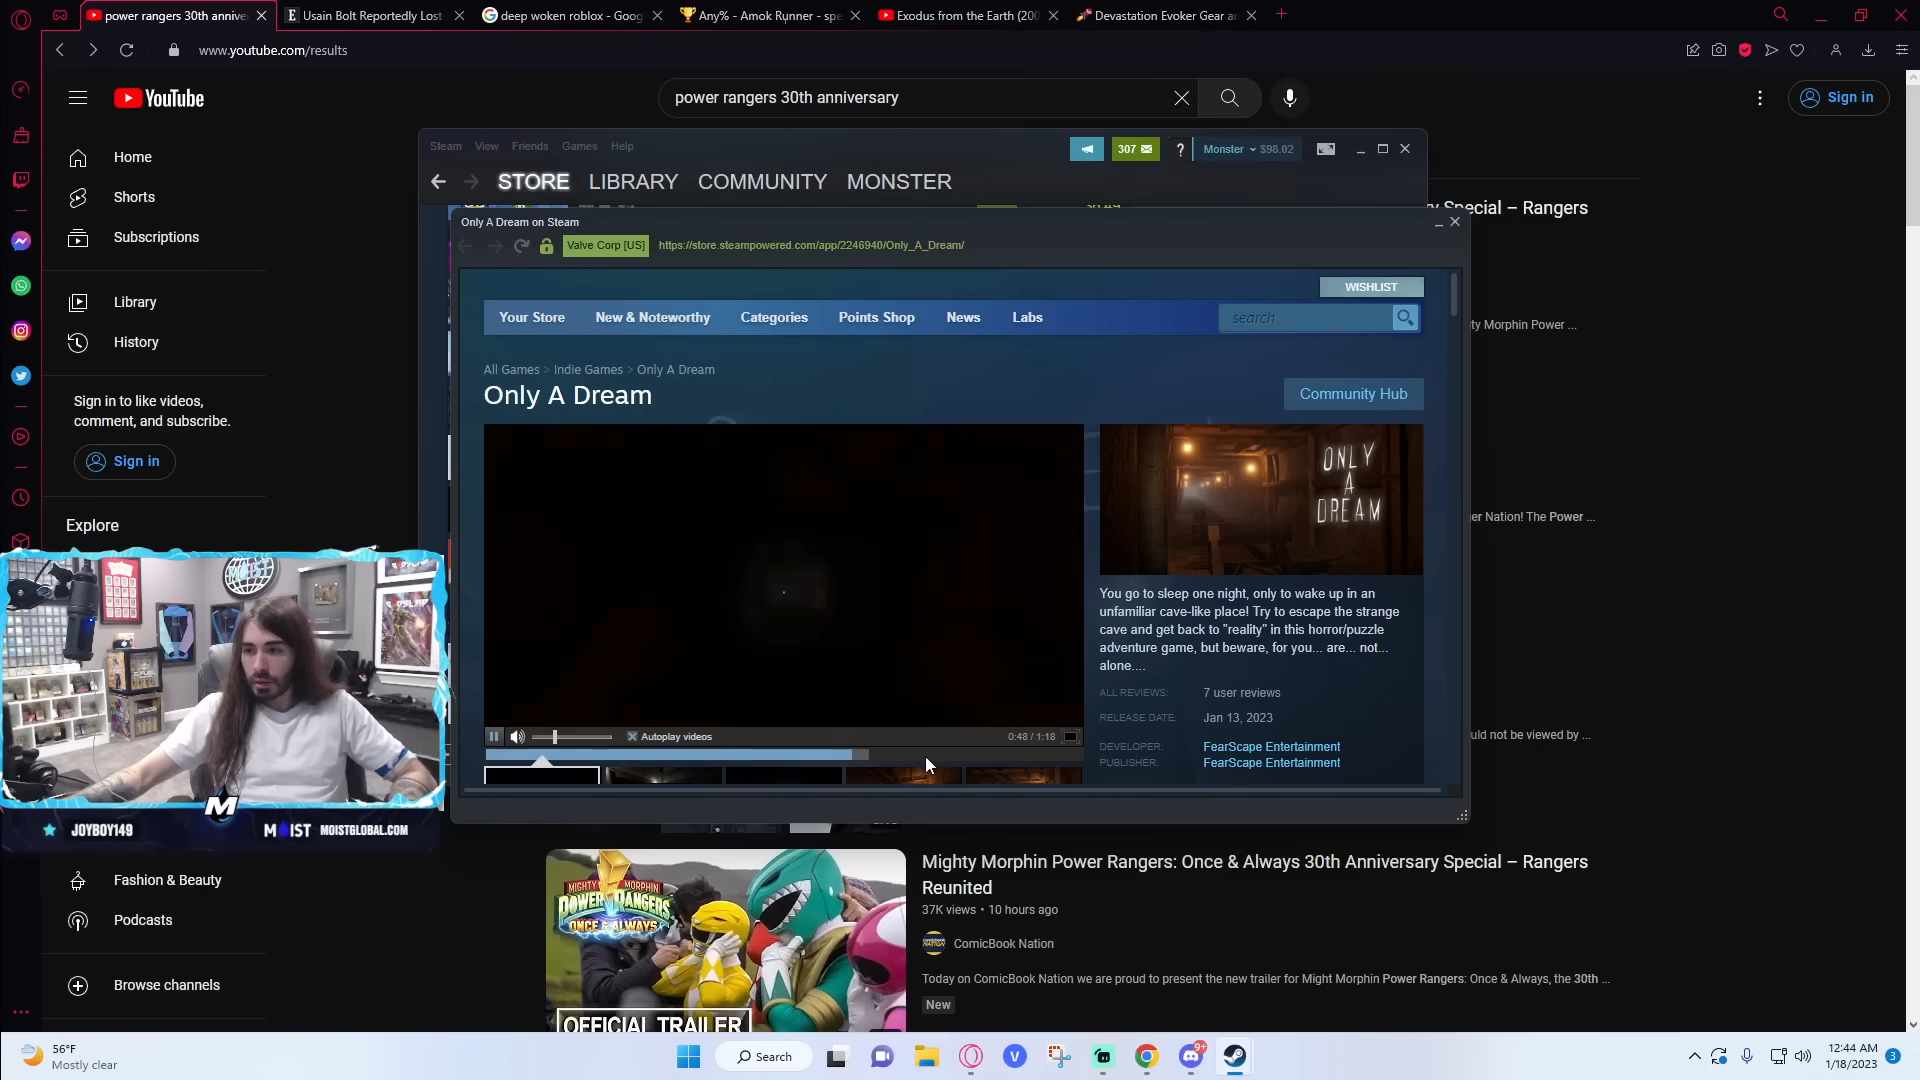 power rangers 30th annive
Usain Bolt Reportedly Lost
deep woken roblox - Goog
Any% - Amok Runner - spe
Exodus from the Earth (200
Devastation Evoker Gear an
www.youtube.com/results
YouTube
power rangers 30th anniversary
Sign in
Home
Shorts
Subscriptions
Library
History
Sign in to like videos,
comment, and subscribe.
Sign in
Explore
Fashion & Beauty
Podcasts
Browse channels
Steam View Friends Games Help
307
?
Monster $98.02
STORE LIBRARY COMMUNITY MONSTER
Only A Dream on Steam
Valve Corp [US]
https://store.steampowered.com/app/2246940/Only_A_Dream/
WISHLIST
Your Store New & Noteworthy Categories Points Shop News Labs
search
All Games > Indie Games > Only A Dream
Only A Dream
Community Hub
ONLY
A
DREAM
You go to sleep one night, only to wake up in an
unfamiliar cave-like place! Try to escape the strange
cave and get back to "reality" in this horror/puzzle
adventure game, but beware, for you... are... not...
alone....
ALL REVIEWS: 7 user reviews
RELEASE DATE: Jan 13, 2023
DEVELOPER: FearScape Entertainment
PUBLISHER: FearScape Entertainment
Autoplay videos
0:48 / 1:18
y Special – Rangers
ty Morphin Power ...
er Nation! The Power ...
uld not be viewed by ...
MOIST
JOYBOY149
M IST MOISTGLOBAL.COM
MIGHTY MORPHIN
POWER RANGERS
ONCE & ALWAYS
OFFICIAL TRAILER
Mighty Morphin Power Rangers: Once & Always 30th Anniversary Special – Rangers
Reunited
37K views • 10 hours ago
ComicBook Nation
Today on ComicBook Nation we are proud to present the new trailer for Might Morphin Power Rangers: Once & Always, the 30th ...
New
56°F
Mostly clear
Search
9+
12:44 AM
1/18/2023
3